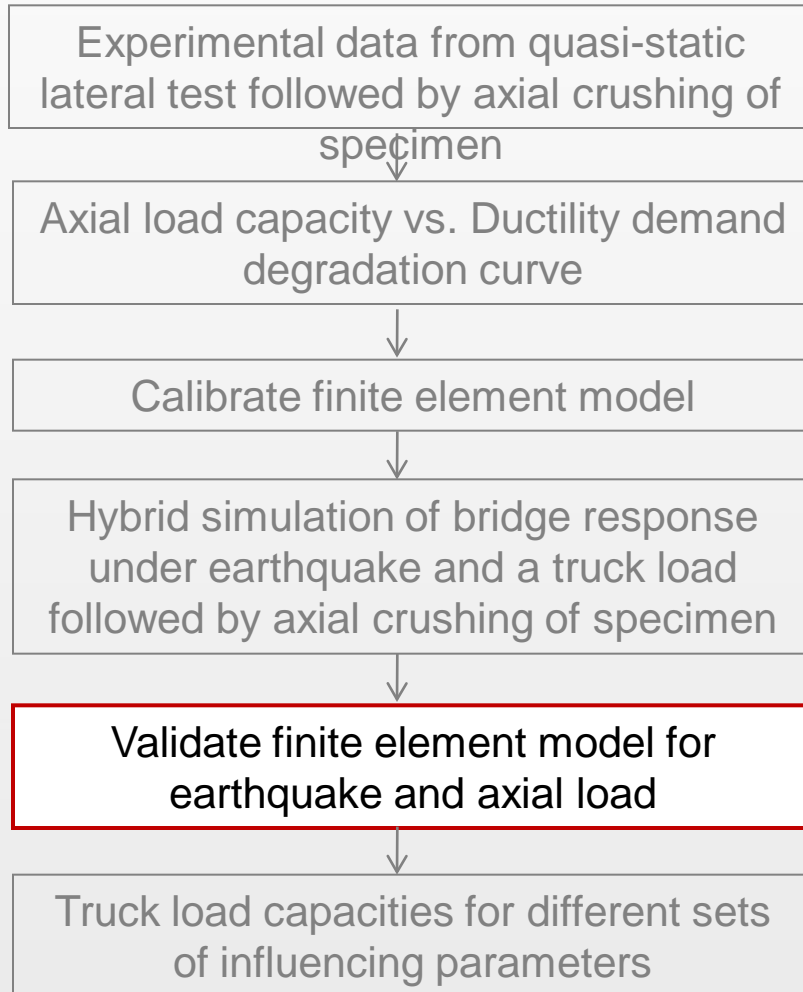 Experimental data from quasi-static
lateral test followed by axial crushing of
specimen
Axial load capacity vs. Ductility demand
degradation curve
Calibrate finite element model
Hybrid simulation of bridge response
under earthquake and a truck load
followed by axial crushing of specimen
Validate finite element model for
earthquake and axial load
Truck load capacities for different sets
of influencing parameters